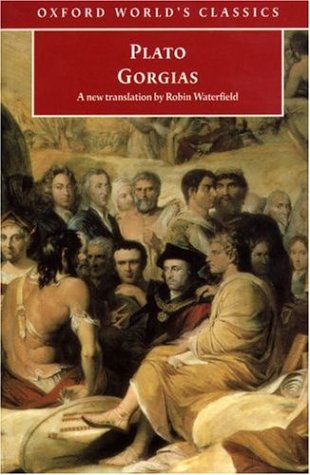 OXFORD WORLD'S CLASSICS
PLATO
GORGIAS
A new translation by Robin Waterfield